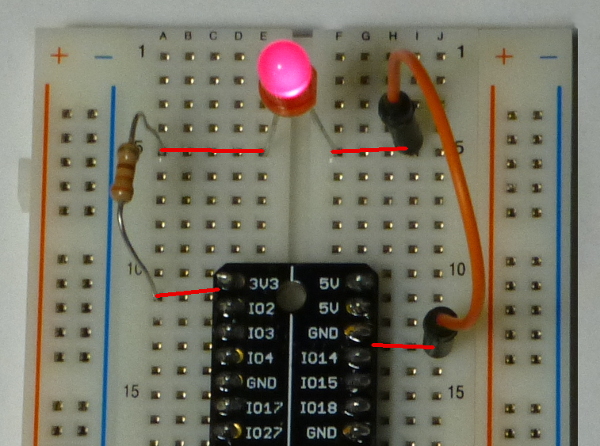 A B C D E F G H I J
+ − 1 1 + −
5
10 10
3V3 5V
IO2 5V
IO3 GND
IO4 IO14
GND IO15
15 15
IO17 IO18
IO27 GND